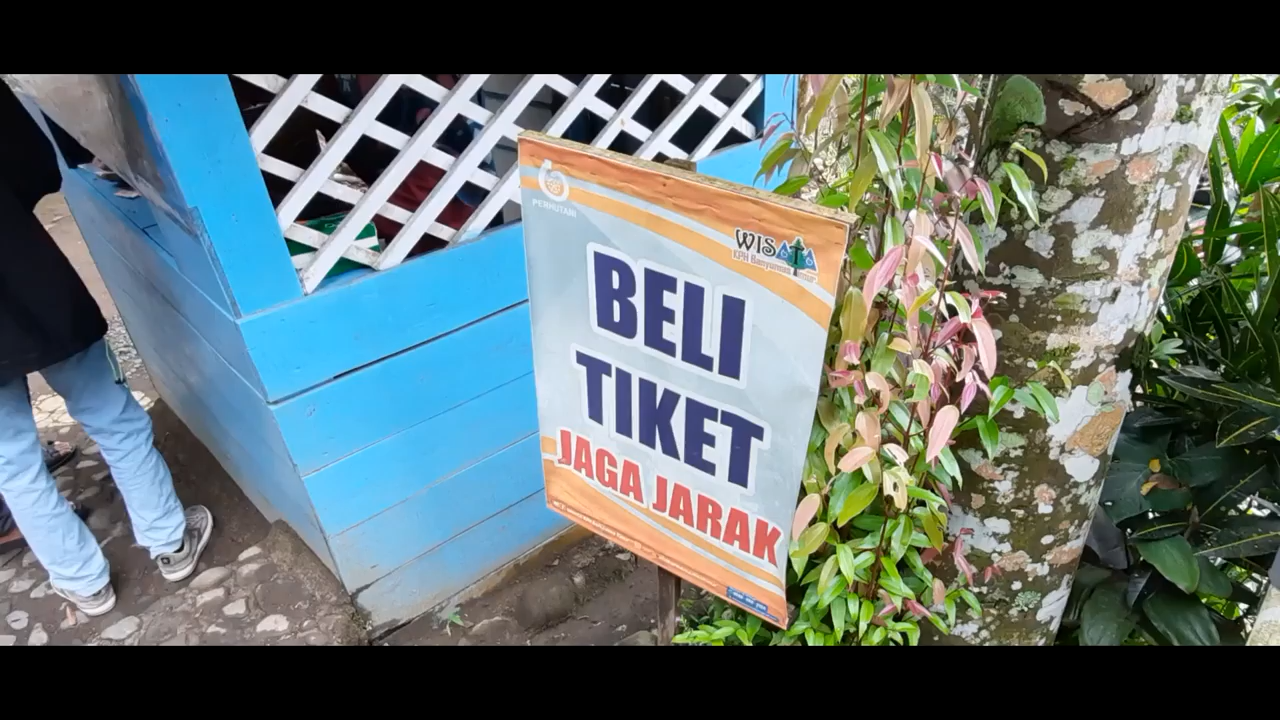 PERHUTANI
WISATA
KPH Banyumas Timur
BELI
TIKET
JAGA JARAK